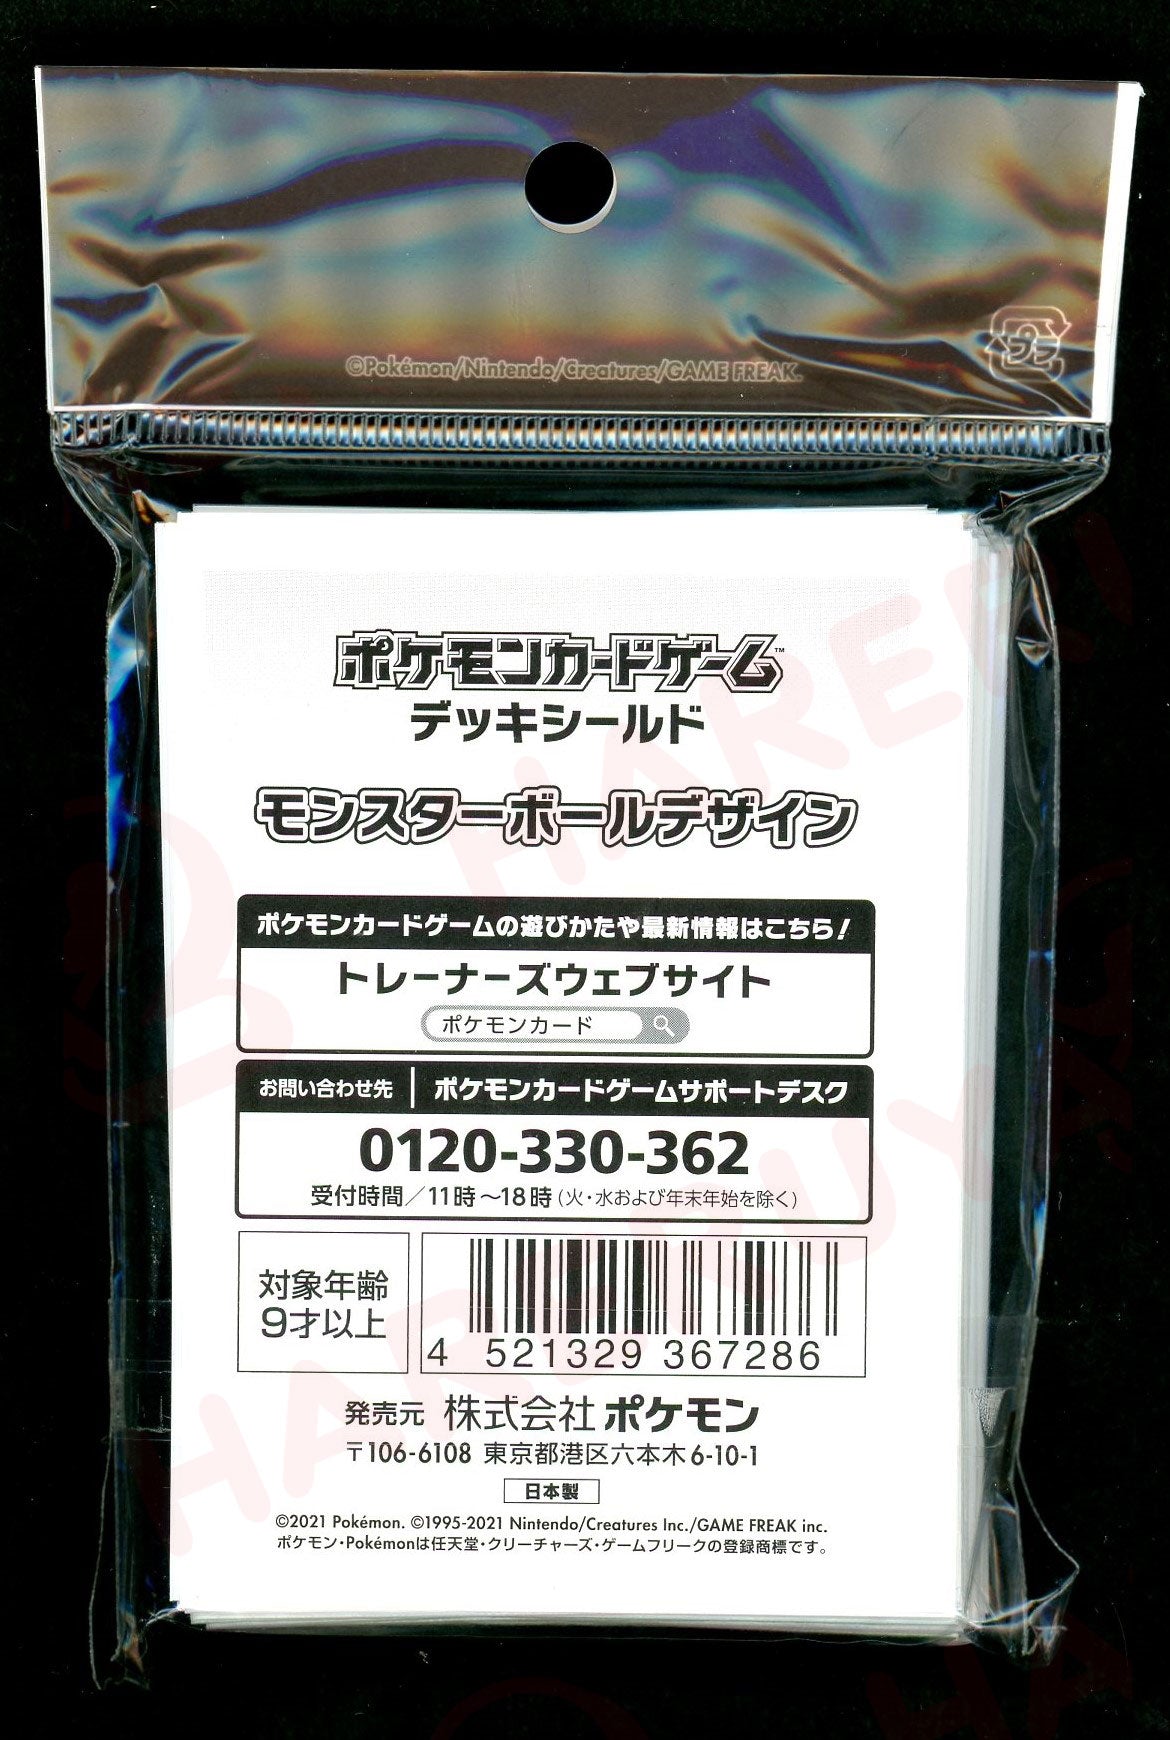 ©Pokémon/Nintendo/Creatures/GAME FREAK.
プラ
ポケモンカードゲーム™
デッキシールド
モンスターボールデザイン
ポケモンカードゲームの遊びかたや最新情報はこちら!
トレーナーズウェブサイト
ポケモンカード
お問い合わせ先 ポケモンカードゲームサポートデスク
0120-330-362
受付時間/11時~18時(火・水および年末年始を除く)
対象年齢
9才以上
4 521329 367286
発売元 株式会社ポケモン
〒106-6108 東京都港区六本木6-10-1
日本製
©2021 Pokémon. ©1995-2021 Nintendo/Creatures Inc./GAME FREAK inc.
ポケモン・Pokémonは任天堂・クリーチャーズ・ゲームフリークの登録商標です。
HARERUYA
HARERUYA